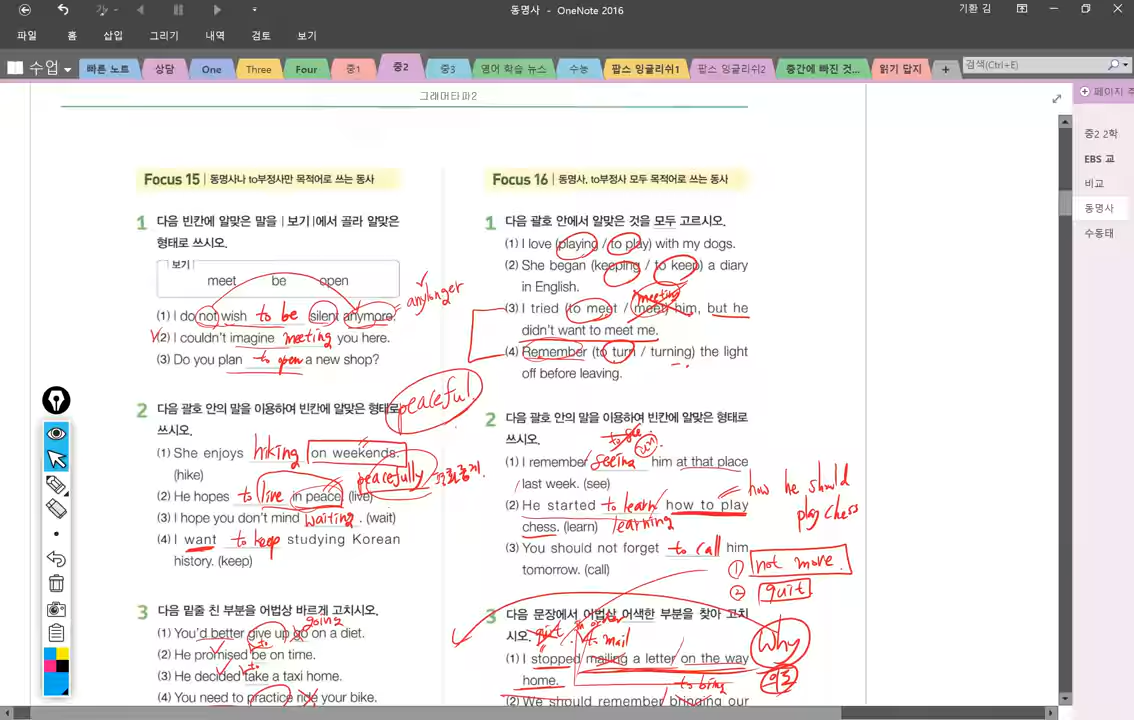 동명사 - OneNote 2016
기환 김
파일 홈 삽입 그리기 내역 검토 보기
수업 빠른 노트 상담 One Three Four 중1 중2 중3 영어 학습 뉴스 수능 팝스 잉글리쉬1 팝스 잉글리쉬2 중간에 빠진 것... 읽기 답지 + 검색(Ctrl+E)
그래머타파2
페이지 추
중2 2학
EBS 교
비교
동명사
수동태
Focus 15 | 동명사나 to부정사만 목적어로 쓰는 동사
1 다음 빈칸에 알맞은 말을 | 보기 |에서 골라 알맞은
형태로 쓰시오.
보기
meet be open
anylonger
(1) I do not wish to be silent anymore.
(2) I couldn't imagine meeting you here.
(3) Do you plan to open a new shop?
peaceful
2 다음 괄호 안의 말을 이용하여 빈칸에 알맞은 형태로
쓰시오.
(1) She enjoys hiking on weekends.
(hike)
peacefully
(2) He hopes to live in peace. (live)
(3) I hope you don't mind waiting. (wait)
(4) I want to keep studying Korean
history. (keep)
3 다음 밑줄 친 부분을 어법상 바르게 고치시오.
going
(1) You'd better give up go on a diet.
(2) He promised be on time.
to
(3) He decided take a taxi home.
to
(4) You need to practice ride your bike.
Focus 16 | 동명사, to부정사 모두 목적어로 쓰는 동사
1 다음 괄호 안에서 알맞은 것을 모두 고르시오.
(1) I love (playing / to play) with my dogs.
(2) She began (keeping / to keep) a diary
in English.
meeting
(3) I tried (to meet / meet) him, but he
didn't want to meet me.
(4) Remember (to turn / turning) the light
off before leaving.
2 다음 괄호 안의 말을 이용하여 빈칸에 알맞은 형태로
쓰시오.
to see
(1) I remember seeing him at that place
last week. (see)
how he should
play chess
(2) He started to learn how to play
learning
chess. (learn)
(3) You should not forget to call him
tomorrow. (call)
① not more
② quit
3 다음 문장에서 어법상 어색한 부분을 찾아 고치
시오.
to mail
why
(1) I stopped mailing a letter on the way
home.
to bring
(2) We should remember bringing our